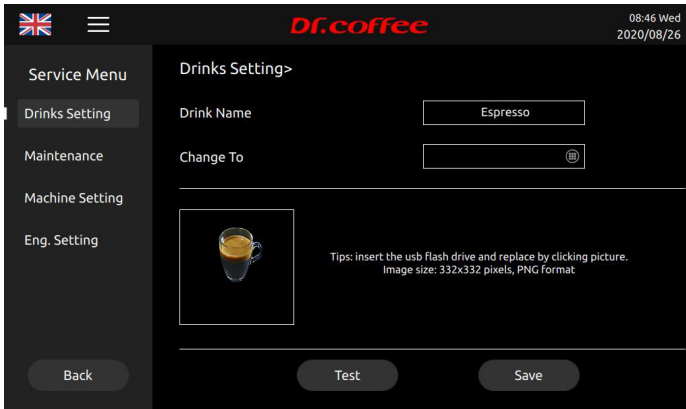 Dr.coffee
08:46 Wed
2020/08/26
Service Menu
Drinks Setting
Maintenance
Machine Setting
Eng. Setting
Back
Drinks Setting>
Drink Name
Espresso
Change To
Tips: insert the usb flash drive and replace by clicking picture.
Image size: 332x332 pixels, PNG format
Test
Save